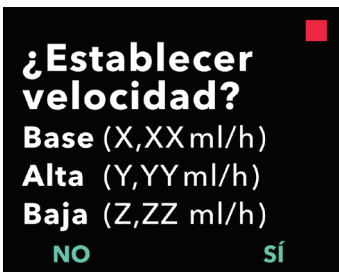 ¿Establecer
velocidad?
Base (X,XX ml/h)
Alta (Y,YY ml/h)
Baja (Z,ZZ ml/h)
NO SÍ